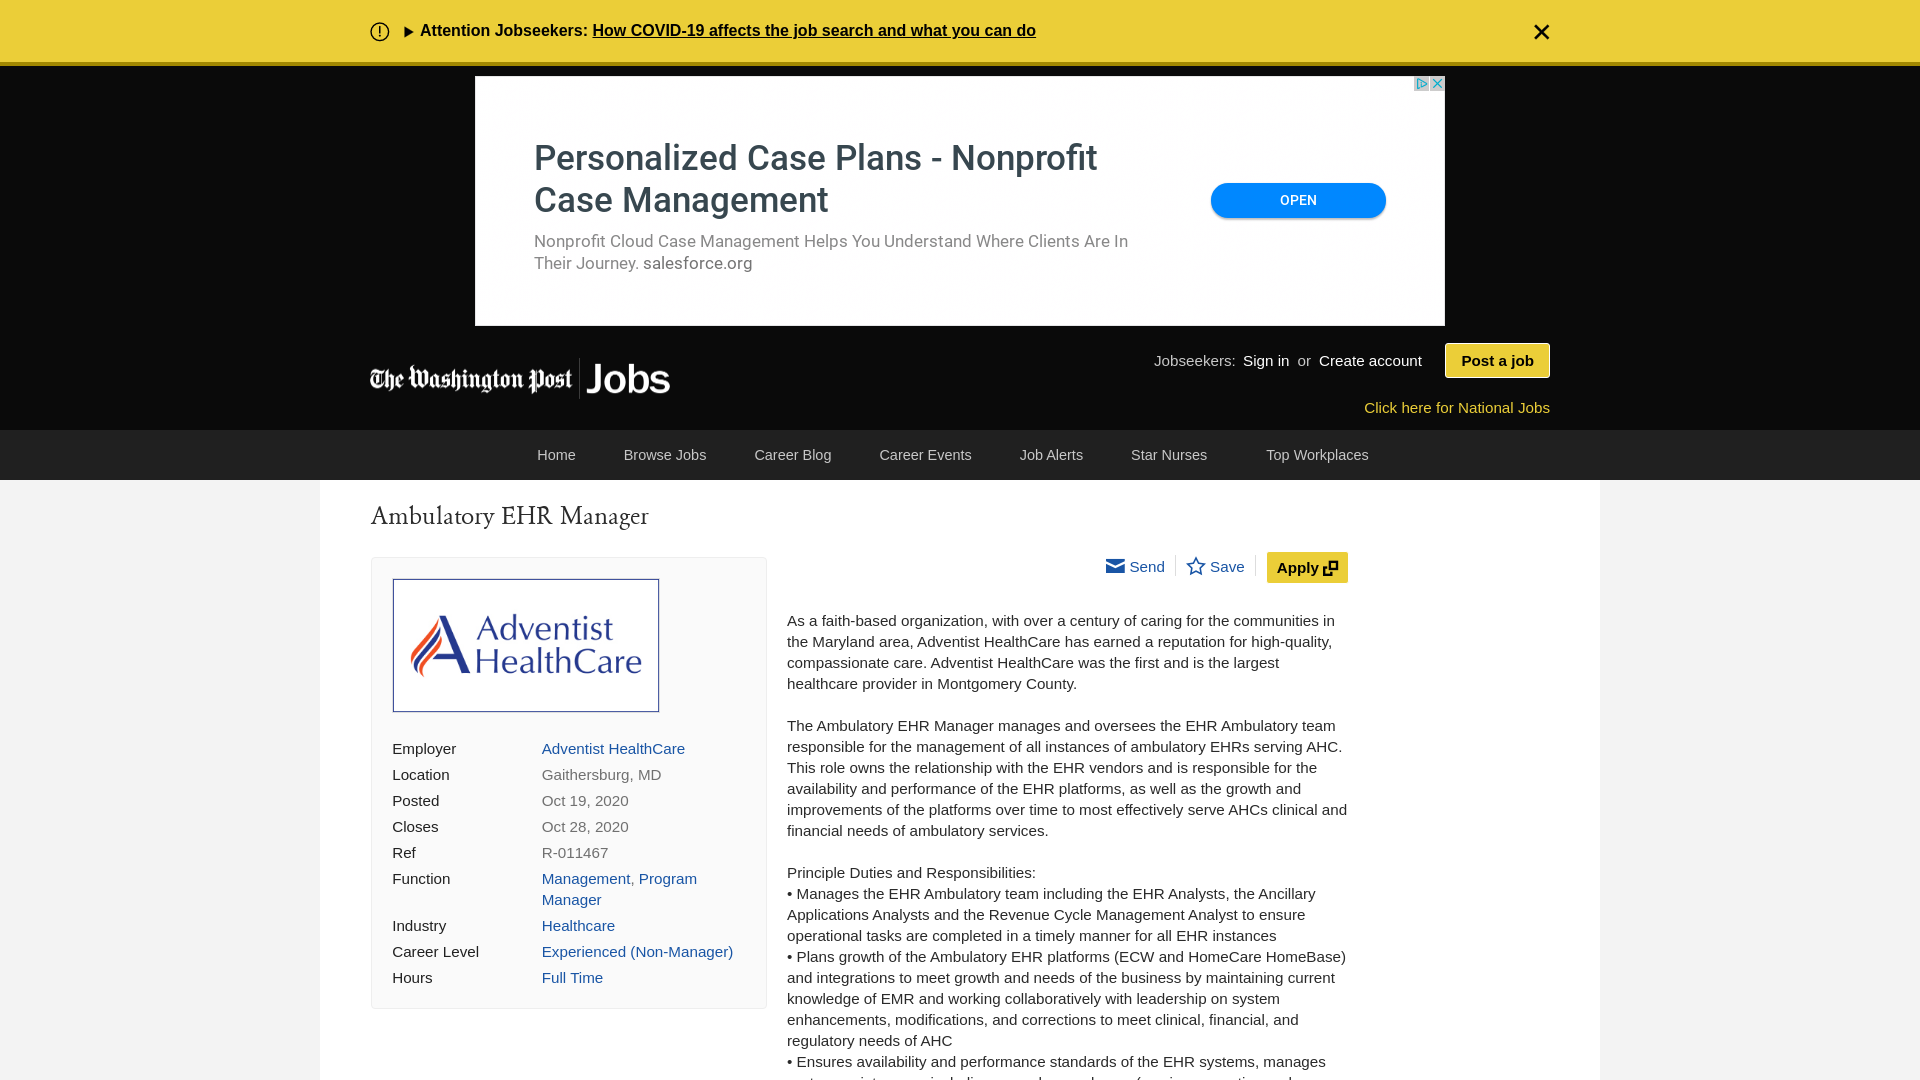 Attention Jobseekers: How COVID-19 affects the job search and what you can do
Personalized Case Plans - Nonprofit
Case Management
Nonprofit Cloud Case Management Helps You Understand Where Clients Are In
Their Journey. salesforce.org
OPEN
Jobseekers: Sign in or Create account
Post a job
The Washington Post Jobs
Click here for National Jobs
Home Browse Jobs Career Blog Career Events Job Alerts Star Nurses Top Workplaces
Ambulatory EHR Manager
Send Save Apply
Adventist
HealthCare
Employer Adventist HealthCare
Location Gaithersburg, MD
Posted Oct 19, 2020
Closes Oct 28, 2020
Ref R-011467
Function Management, Program
Manager
Industry Healthcare
Career Level Experienced (Non-Manager)
Hours Full Time
As a faith-based organization, with over a century of caring for the communities in
the Maryland area, Adventist HealthCare has earned a reputation for high-quality,
compassionate care. Adventist HealthCare was the first and is the largest
healthcare provider in Montgomery County.
The Ambulatory EHR Manager manages and oversees the EHR Ambulatory team
responsible for the management of all instances of ambulatory EHRs serving AHC.
This role owns the relationship with the EHR vendors and is responsible for the
availability and performance of the EHR platforms, as well as the growth and
improvements of the platforms over time to most effectively serve AHCs clinical and
financial needs of ambulatory services.
Principle Duties and Responsibilities:
• Manages the EHR Ambulatory team including the EHR Analysts, the Ancillary
Applications Analysts and the Revenue Cycle Management Analyst to ensure
operational tasks are completed in a timely manner for all EHR instances
• Plans growth of the Ambulatory EHR platforms (ECW and HomeCare HomeBase)
and integrations to meet growth and needs of the business by maintaining current
knowledge of EMR and working collaboratively with leadership on system
enhancements, modifications, and corrections to meet clinical, financial, and
regulatory needs of AHC
• Ensures availability and performance standards of the EHR systems, manages